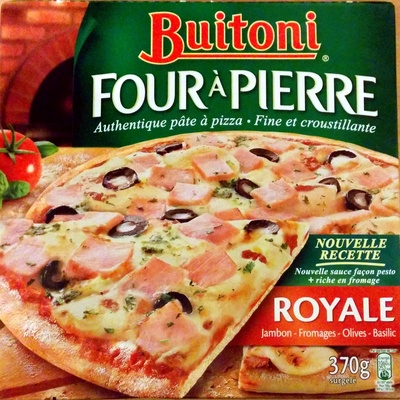 Buitoni®
FOUR À PIERRE
Authentique pâte à pizza • Fine et croustillante
NOUVELLE
RECETTE
Nouvelle sauce façon pesto
+ riche en fromage
ROYALE
Jambon - Fromages - Olives - Basilic
370g
surgelé